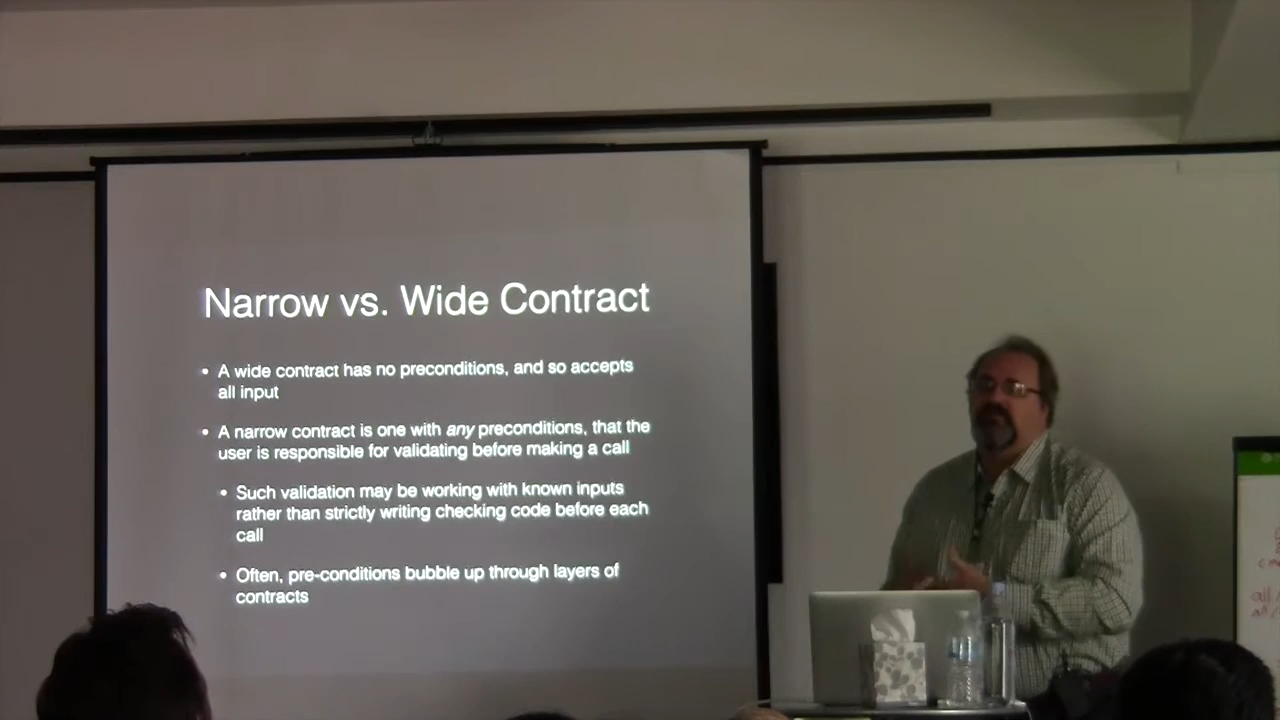 Narrow vs. Wide Contract
• A wide contract has no preconditions, and so accepts
all input
• A narrow contract is one with any preconditions, that the
user is responsible for validating before making a call
• Such validation may be working with known inputs
rather than strictly writing checking code before each
call
• Often, pre-conditions bubble up through layers of
contracts